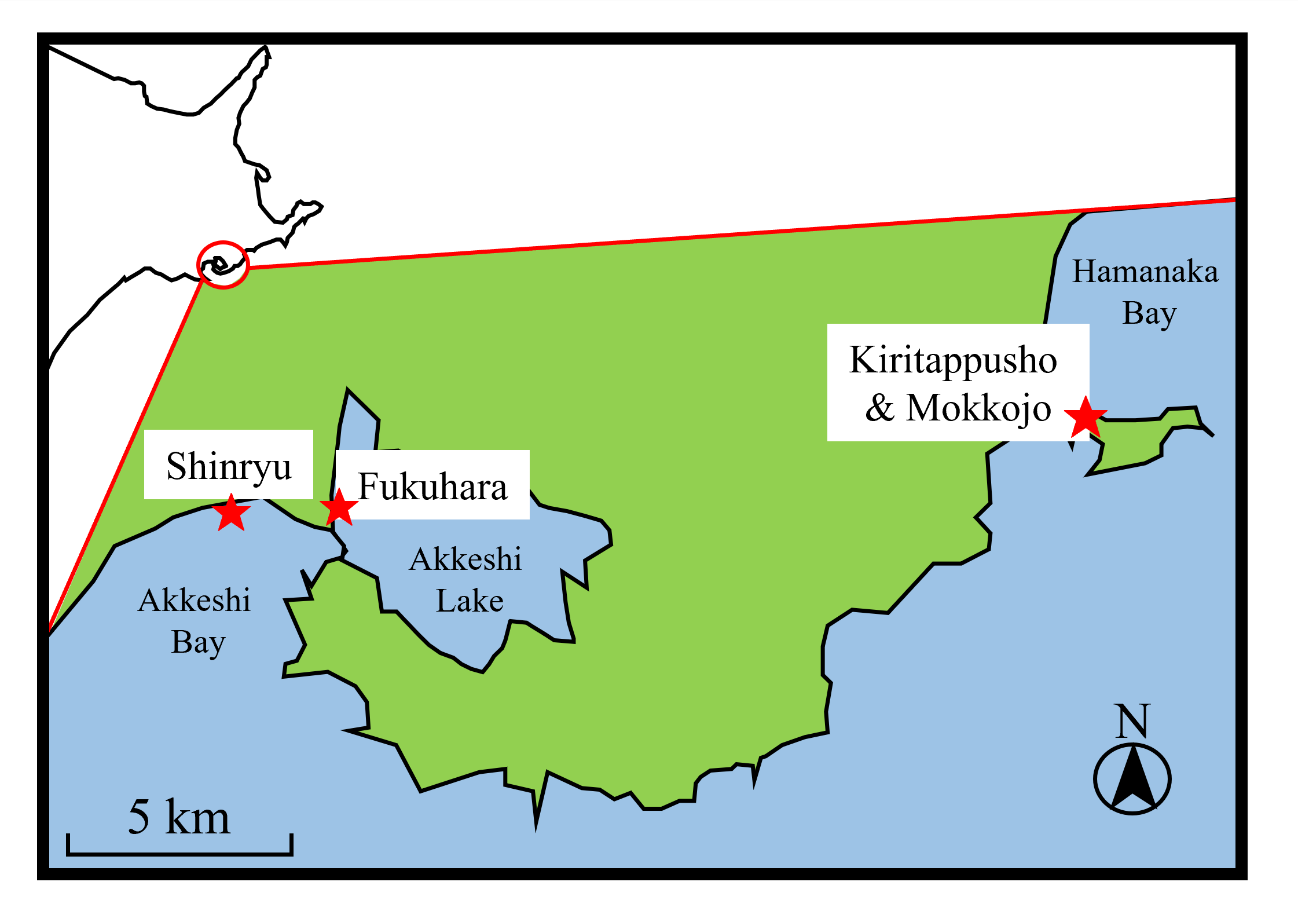 Hamanaka
Bay
Kiritappusho
& Mokkojo
Shinryu
Fukuhara
Akkeshi
Lake
Akkeshi
Bay
N
5 km